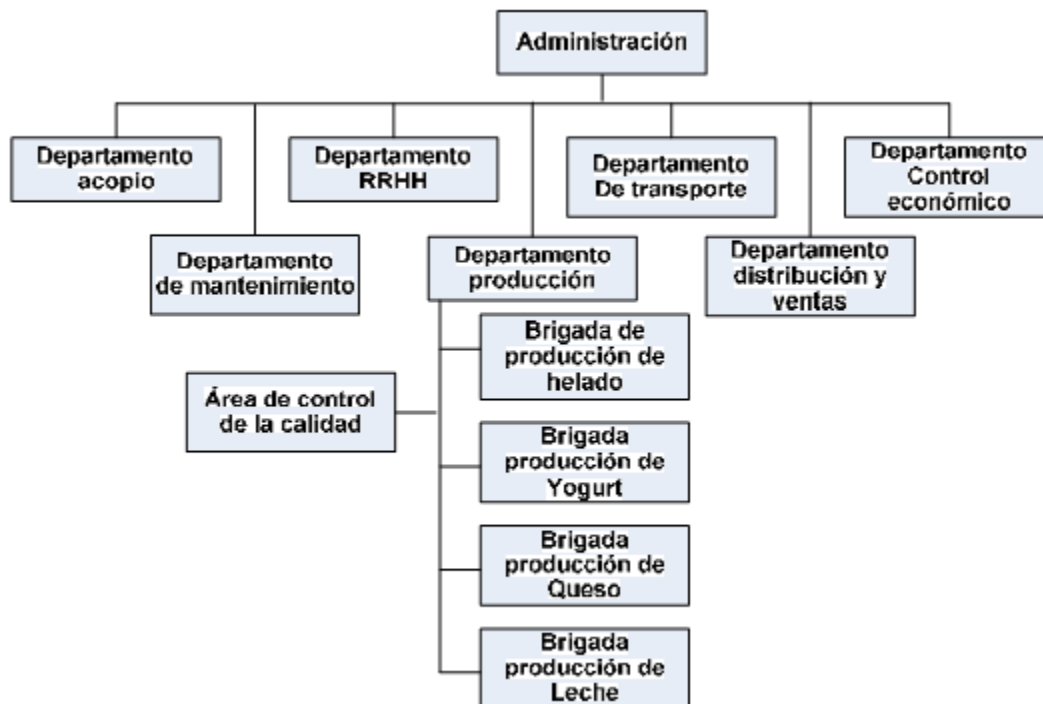 Administración
Departamento
acopio
Departamento
RRHH
Departamento
De transporte
Departamento
Control
económico
Departamento
de mantenimiento
Departamento
producción
Departamento
distribución y
ventas
Brigada de
producción de
helado
Área de control
de la calidad
Brigada
producción de
Yogurt
Brigada
producción de
Queso
Brigada
producción de
Leche